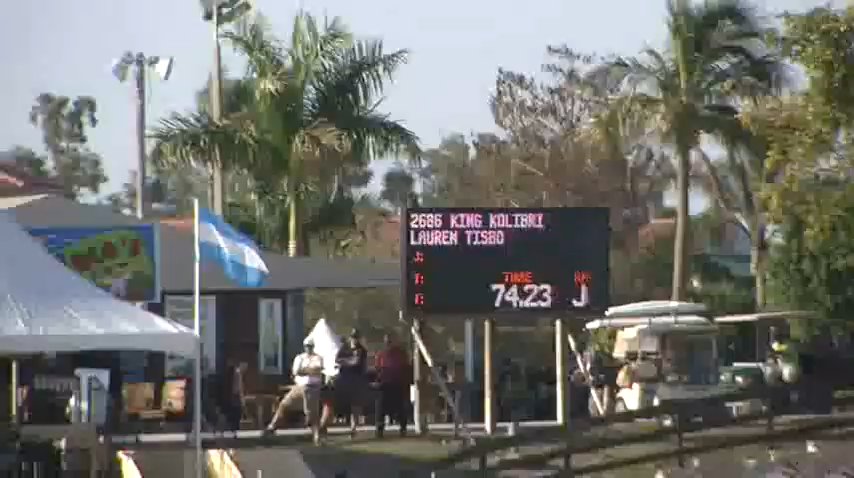 2686 KING KOLIBRI
LAUREN TISBO
J:
T: TIME
F: 74.23 J